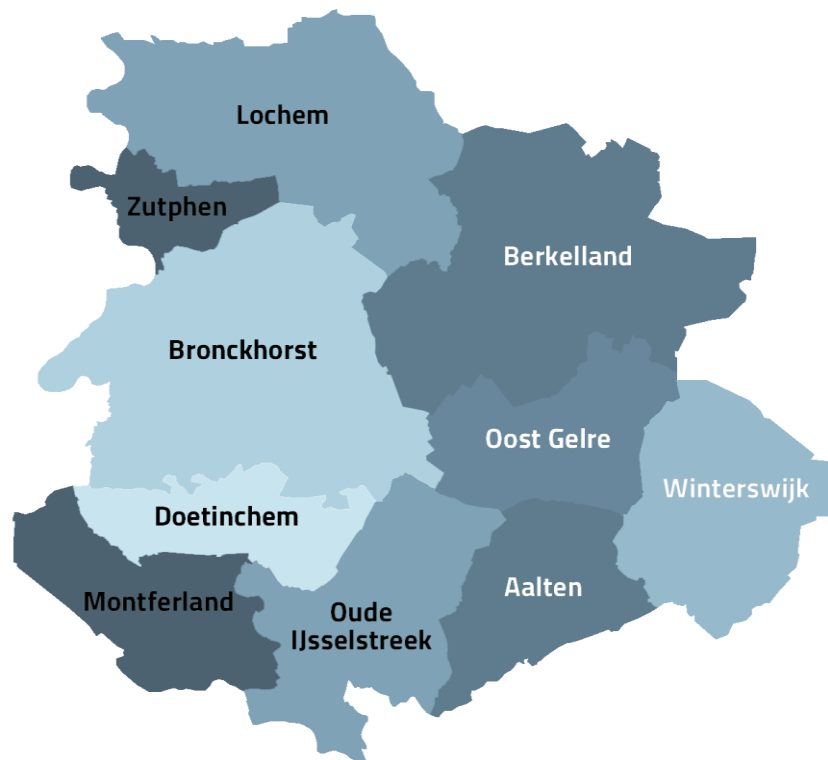 Lochem
Zutphen
Berkelland
Bronckhorst
Oost Gelre
Winterswijk
Doetinchem
Aalten
Montferland
Oude
IJsselstreek